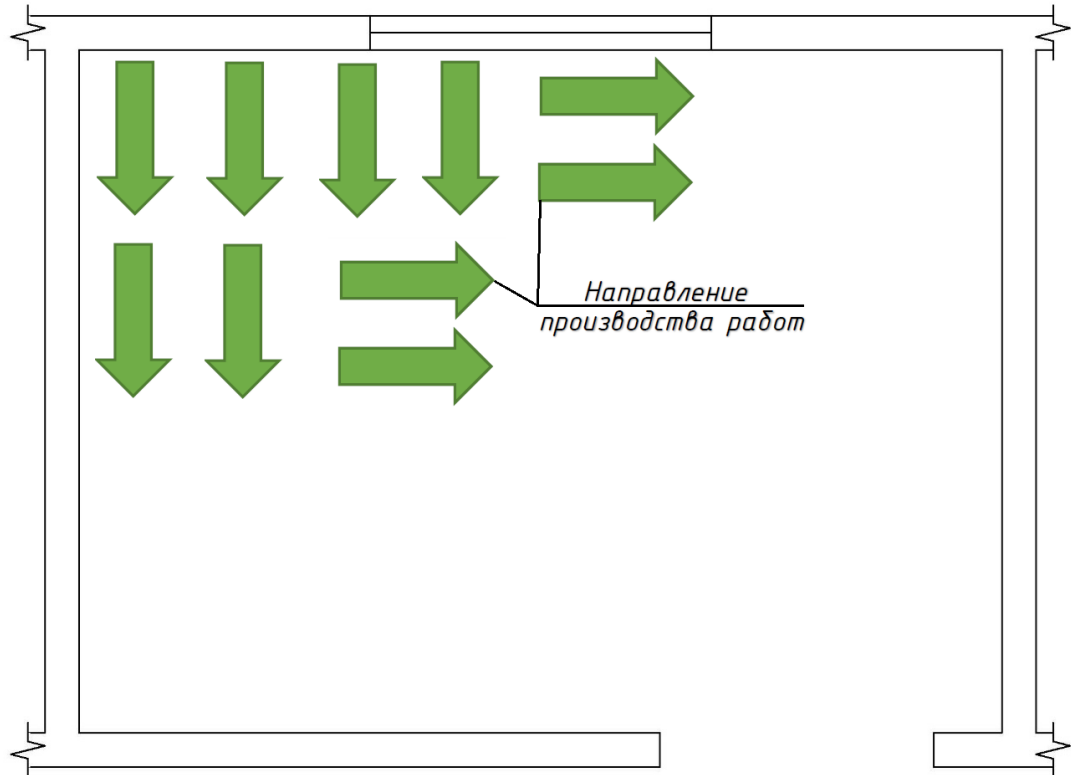 Направление
производства работ